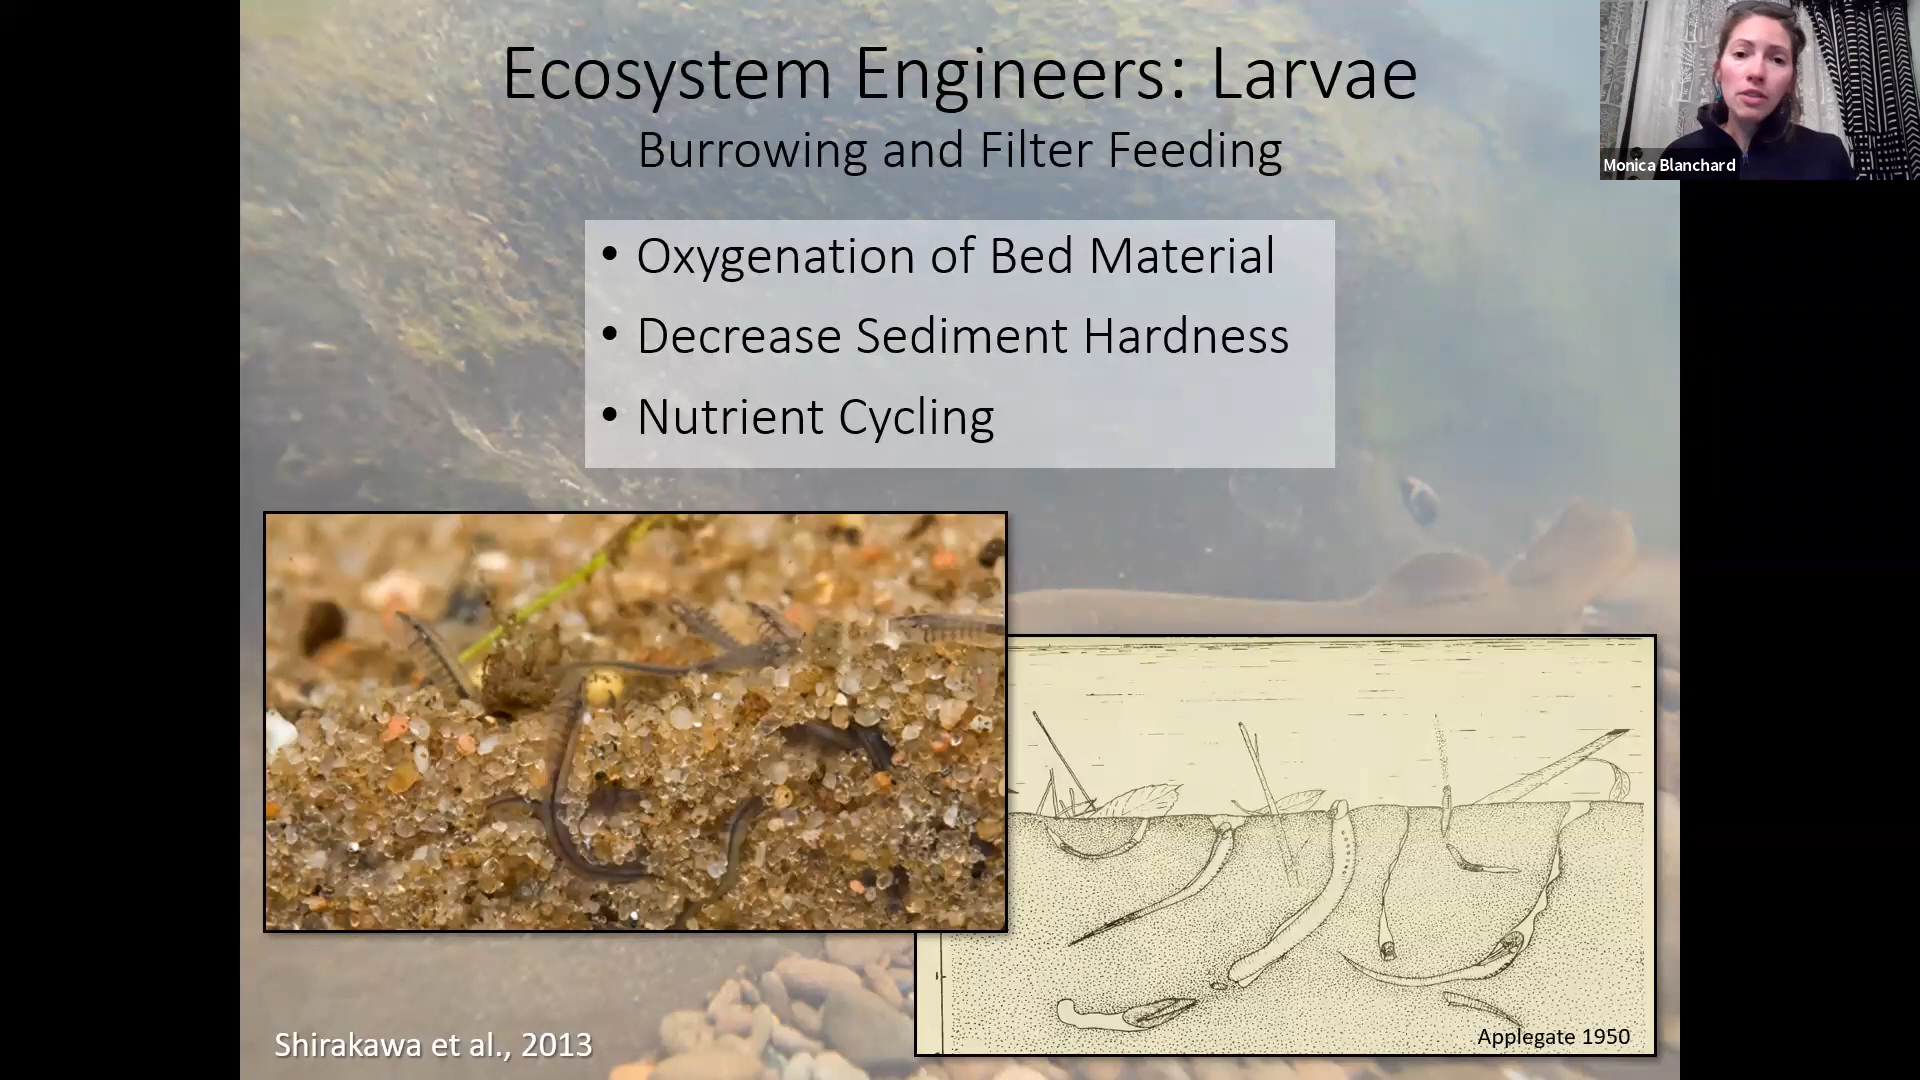 Ecosystem Engineers: Larvae
Burrowing and Filter Feeding
Monica Blanchard
• Oxygenation of Bed Material
• Decrease Sediment Hardness
• Nutrient Cycling
Shirakawa et al., 2013
Applegate 1950